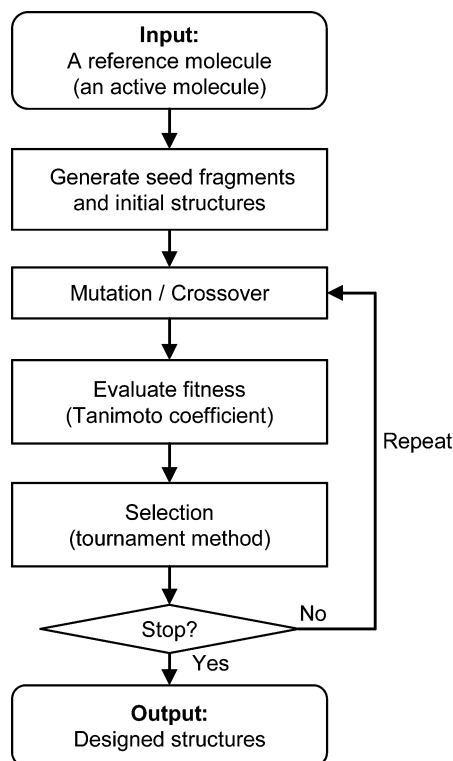 Input:
A reference molecule
(an active molecule)
Generate seed fragments
and initial structures
Mutation / Crossover
Evaluate fitness
(Tanimoto coefficient)
Repeat
Selection
(tournament method)
Stop?
No
Yes
Output:
Designed structures